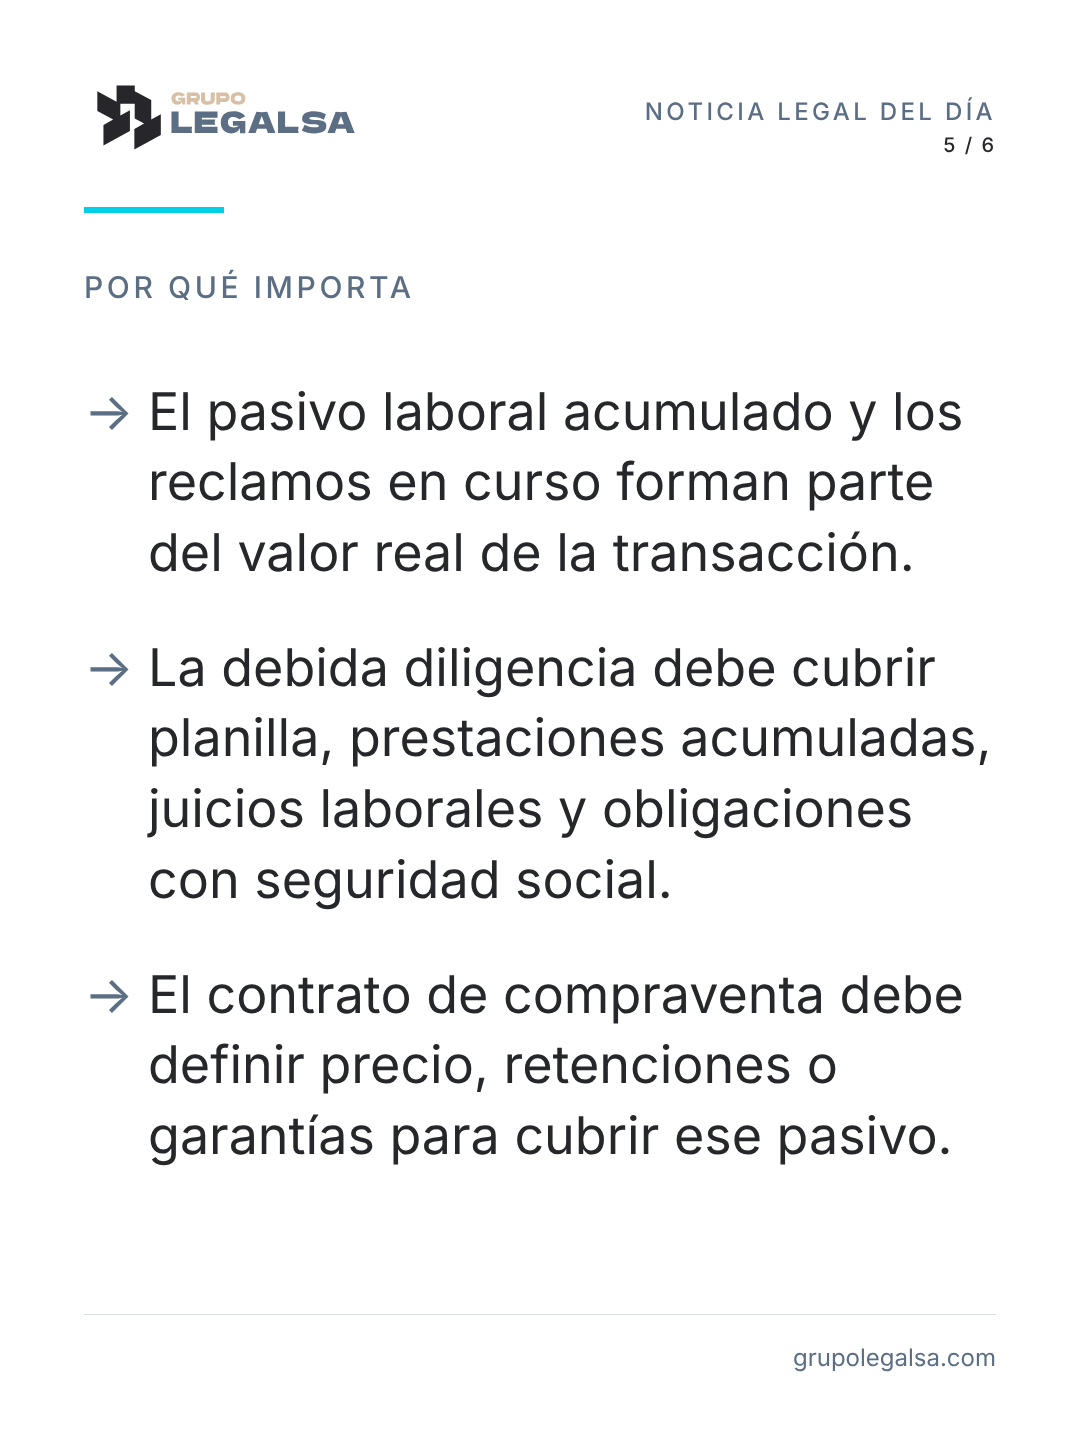 GRUPO
LEGALSA
NOTICIA LEGAL DEL DÍA
5 / 6
POR QUÉ IMPORTA
→ El pasivo laboral acumulado y los
reclamos en curso forman parte
del valor real de la transacción.
→ La debida diligencia debe cubrir
planilla, prestaciones acumuladas,
juicios laborales y obligaciones
con seguridad social.
→ El contrato de compraventa debe
definir precio, retenciones o
garantías para cubrir ese pasivo.
grupolegalsa.com